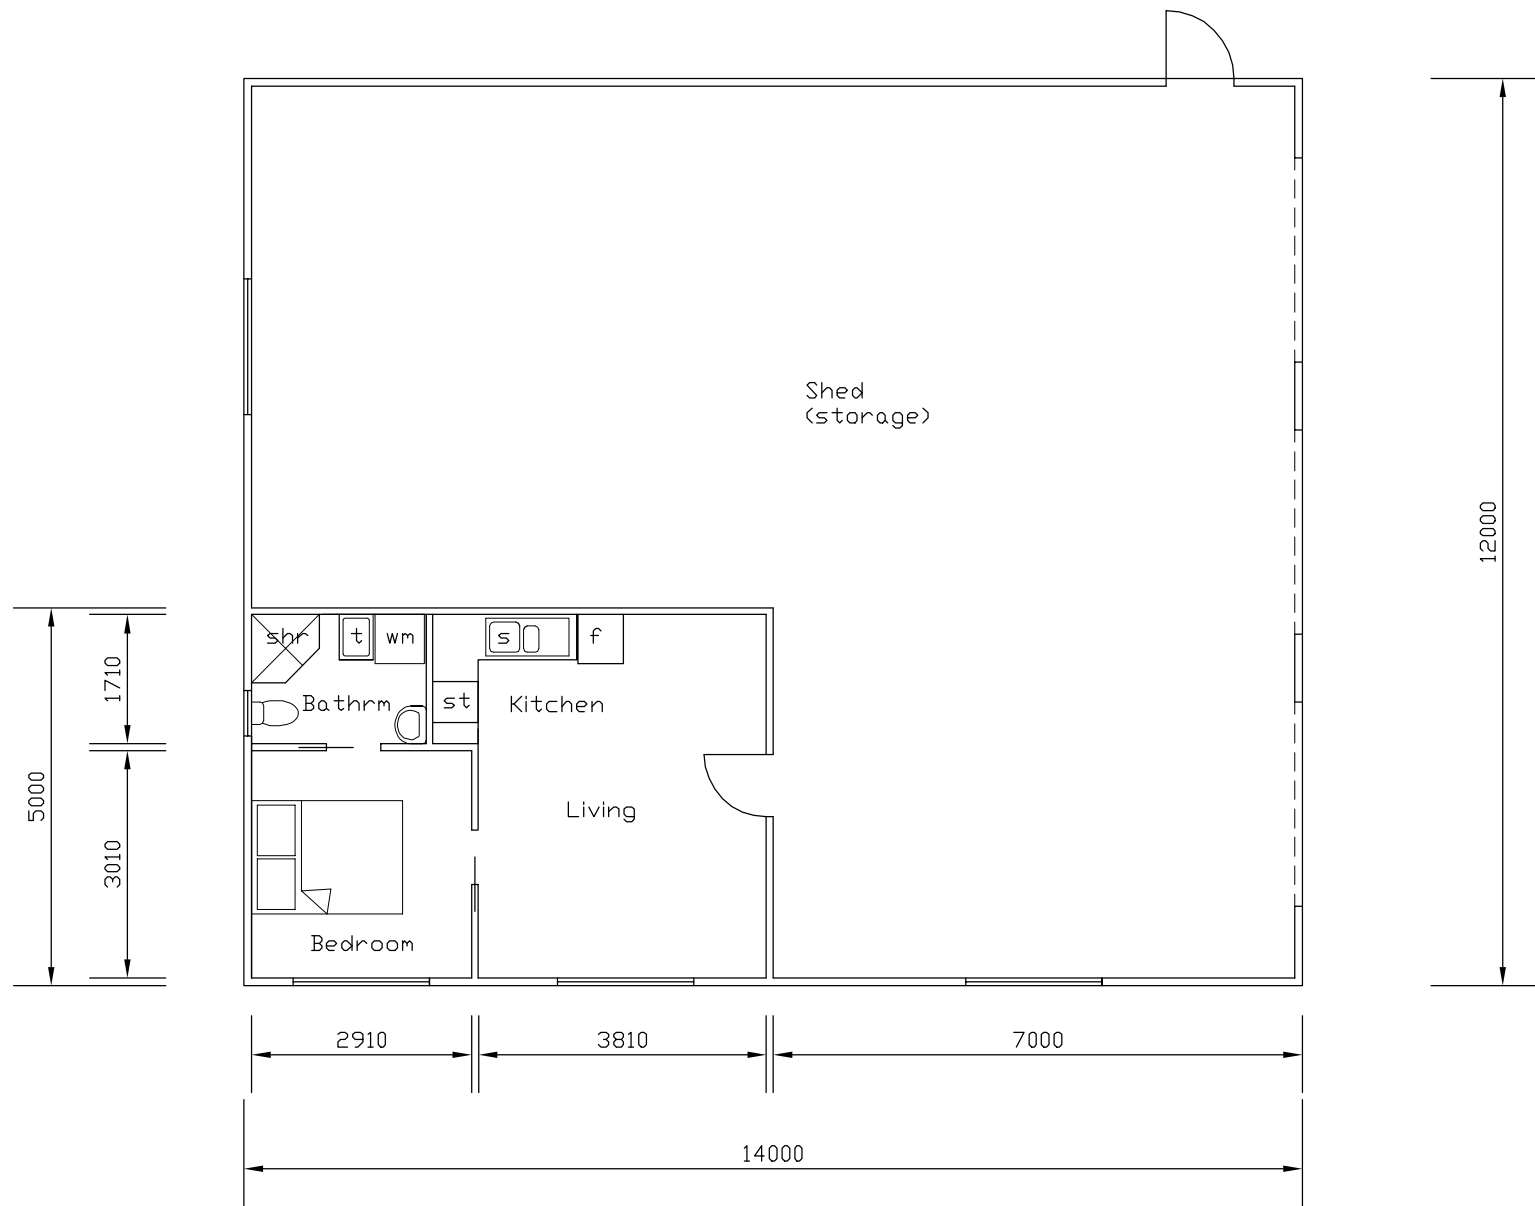 Shed
(storage)
12000
shr
t
wm
s
f
1710
Bathrm
st
Kitchen
5000
Living
3010
Bedroom
2910
3810
7000
14000